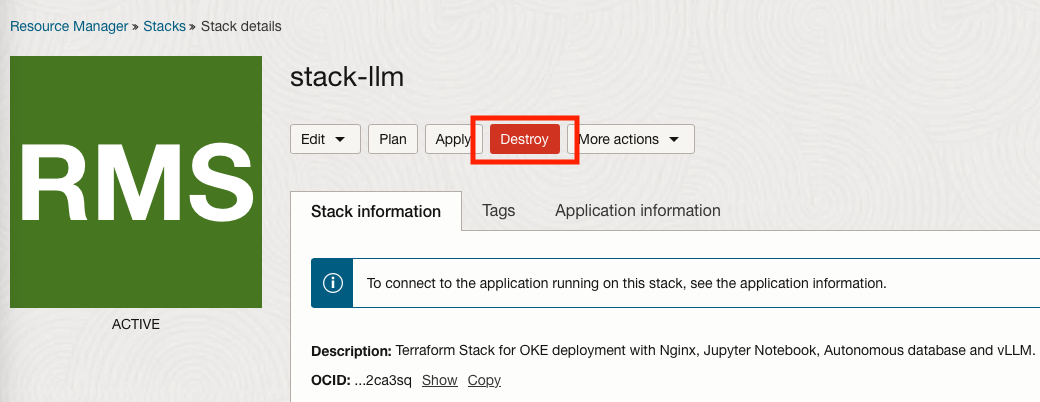 Resource Manager » Stacks » Stack details
RMS
ACTIVE
stack-llm
Edit Plan Apply Destroy More actions
Stack information Tags Application information
i To connect to the application running on this stack, see the application information.
Description: Terraform Stack for OKE deployment with Nginx, Jupyter Notebook, Autonomous database and vLLM.
OCID: ...2ca3sq Show Copy